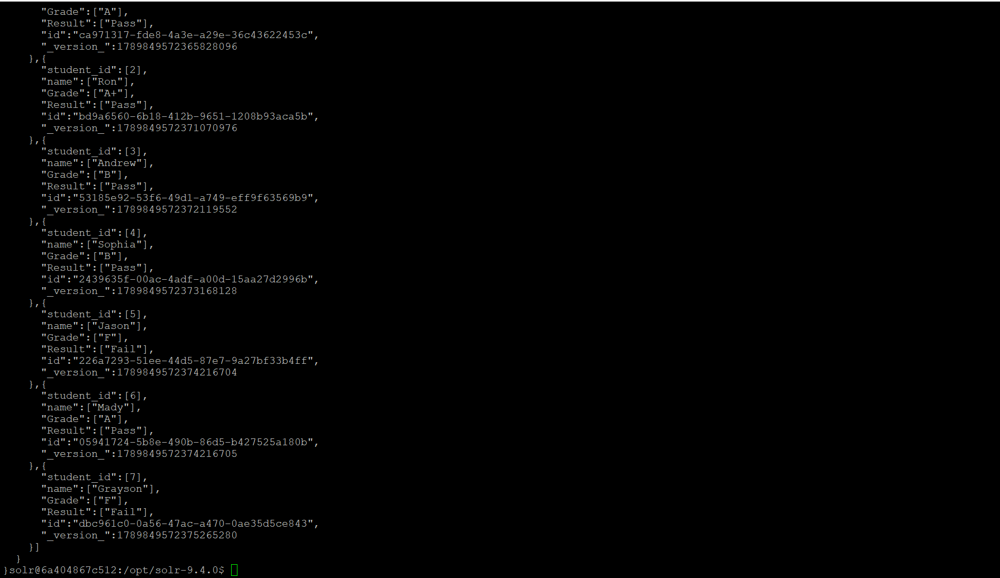 "Grade":["A"],
"Result":["Pass"],
"id":"ca971317-fde8-4a3e-a29e-36c43622453c",
"_version_":1789849572365828096
},{
"student_id":[2],
"name":["Ron"],
"Grade":["A+"],
"Result":["Pass"],
"id":"bd9a6560-6b18-412b-9651-1208b93aca5b",
"_version_":1789849572371070976
},{
"student_id":[3],
"name":["Andrew"],
"Grade":["B"],
"Result":["Pass"],
"id":"53185e92-53f6-49d1-a749-eff9f63569b9",
"_version_":1789849572372119552
},{
"student_id":[4],
"name":["Sophia"],
"Grade":["B"],
"Result":["Pass"],
"id":"2439635f-00ac-4adf-a00d-15aa27d2996b",
"_version_":1789849572373168128
},{
"student_id":[5],
"name":["Jason"],
"Grade":["F"],
"Result":["Fail"],
"id":"226a7293-51ee-44d5-87e7-9a27bf33b4ff",
"_version_":1789849572374216704
},{
"student_id":[6],
"name":["Mady"],
"Grade":["A"],
"Result":["Pass"],
"id":"05941724-5b8e-490b-86d5-b427525a180b",
"_version_":1789849572374216705
},{
"student_id":[7],
"name":["Grayson"],
"Grade":["F"],
"Result":["Fail"],
"id":"dbc961c0-0a56-47ac-a470-0ae35d5ce843",
"_version_":1789849572375265280
}]
}
}solr@6a404867c512:/opt/solr-9.4.0$